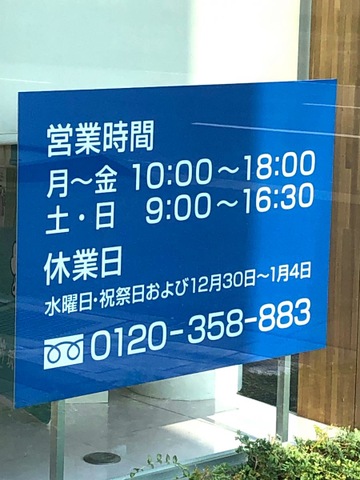 営業時間
月〜金 10:00〜18:00
土・日 9:00〜16:30
休業日
水曜日・祝祭日および12月30日〜1月4日
0120-358-883